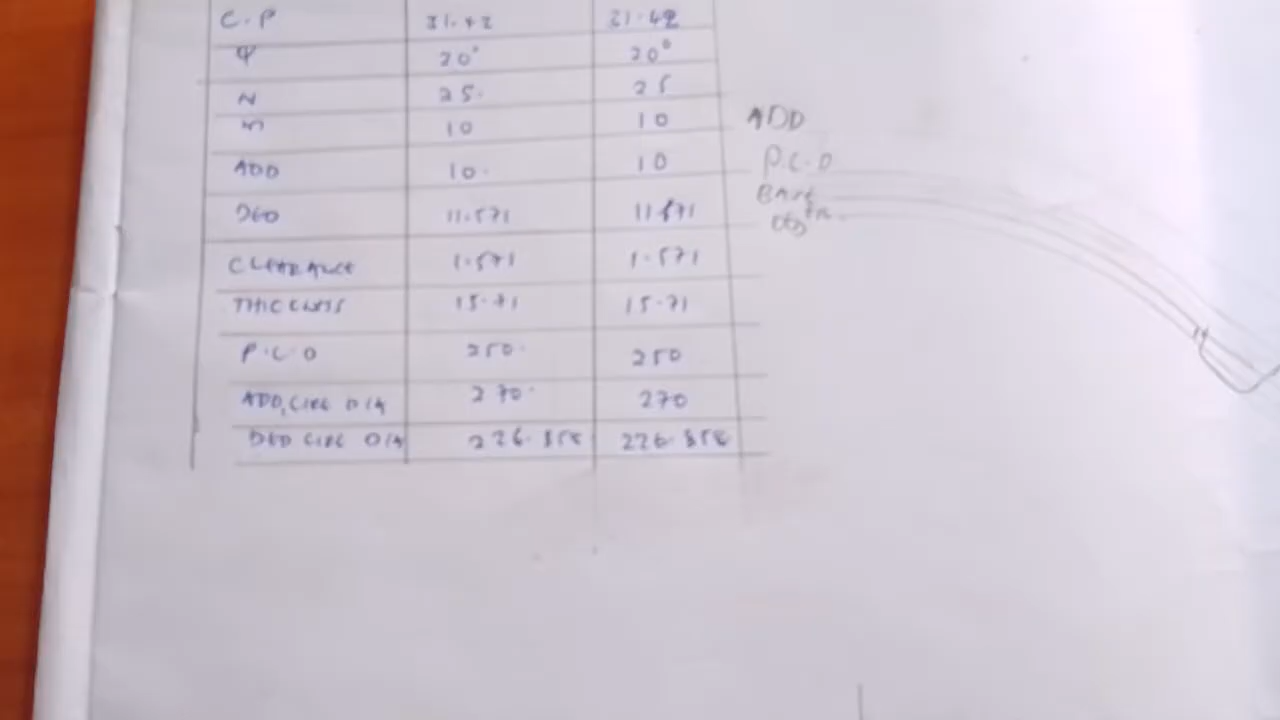 C.P 31.42 31.42
Ψ 20° 20°
N 25. 25
m 10 10
ADD 10. 10
DED 11.571 11.571
CLEARANCE 1.571 1.571
THICKNESS 15.71 15.71
P.C.D 250. 250
ADD, CIRC DIA 270. 270
DED CIRC DIA 226.858 226.858
ADD
P.C.D
Base